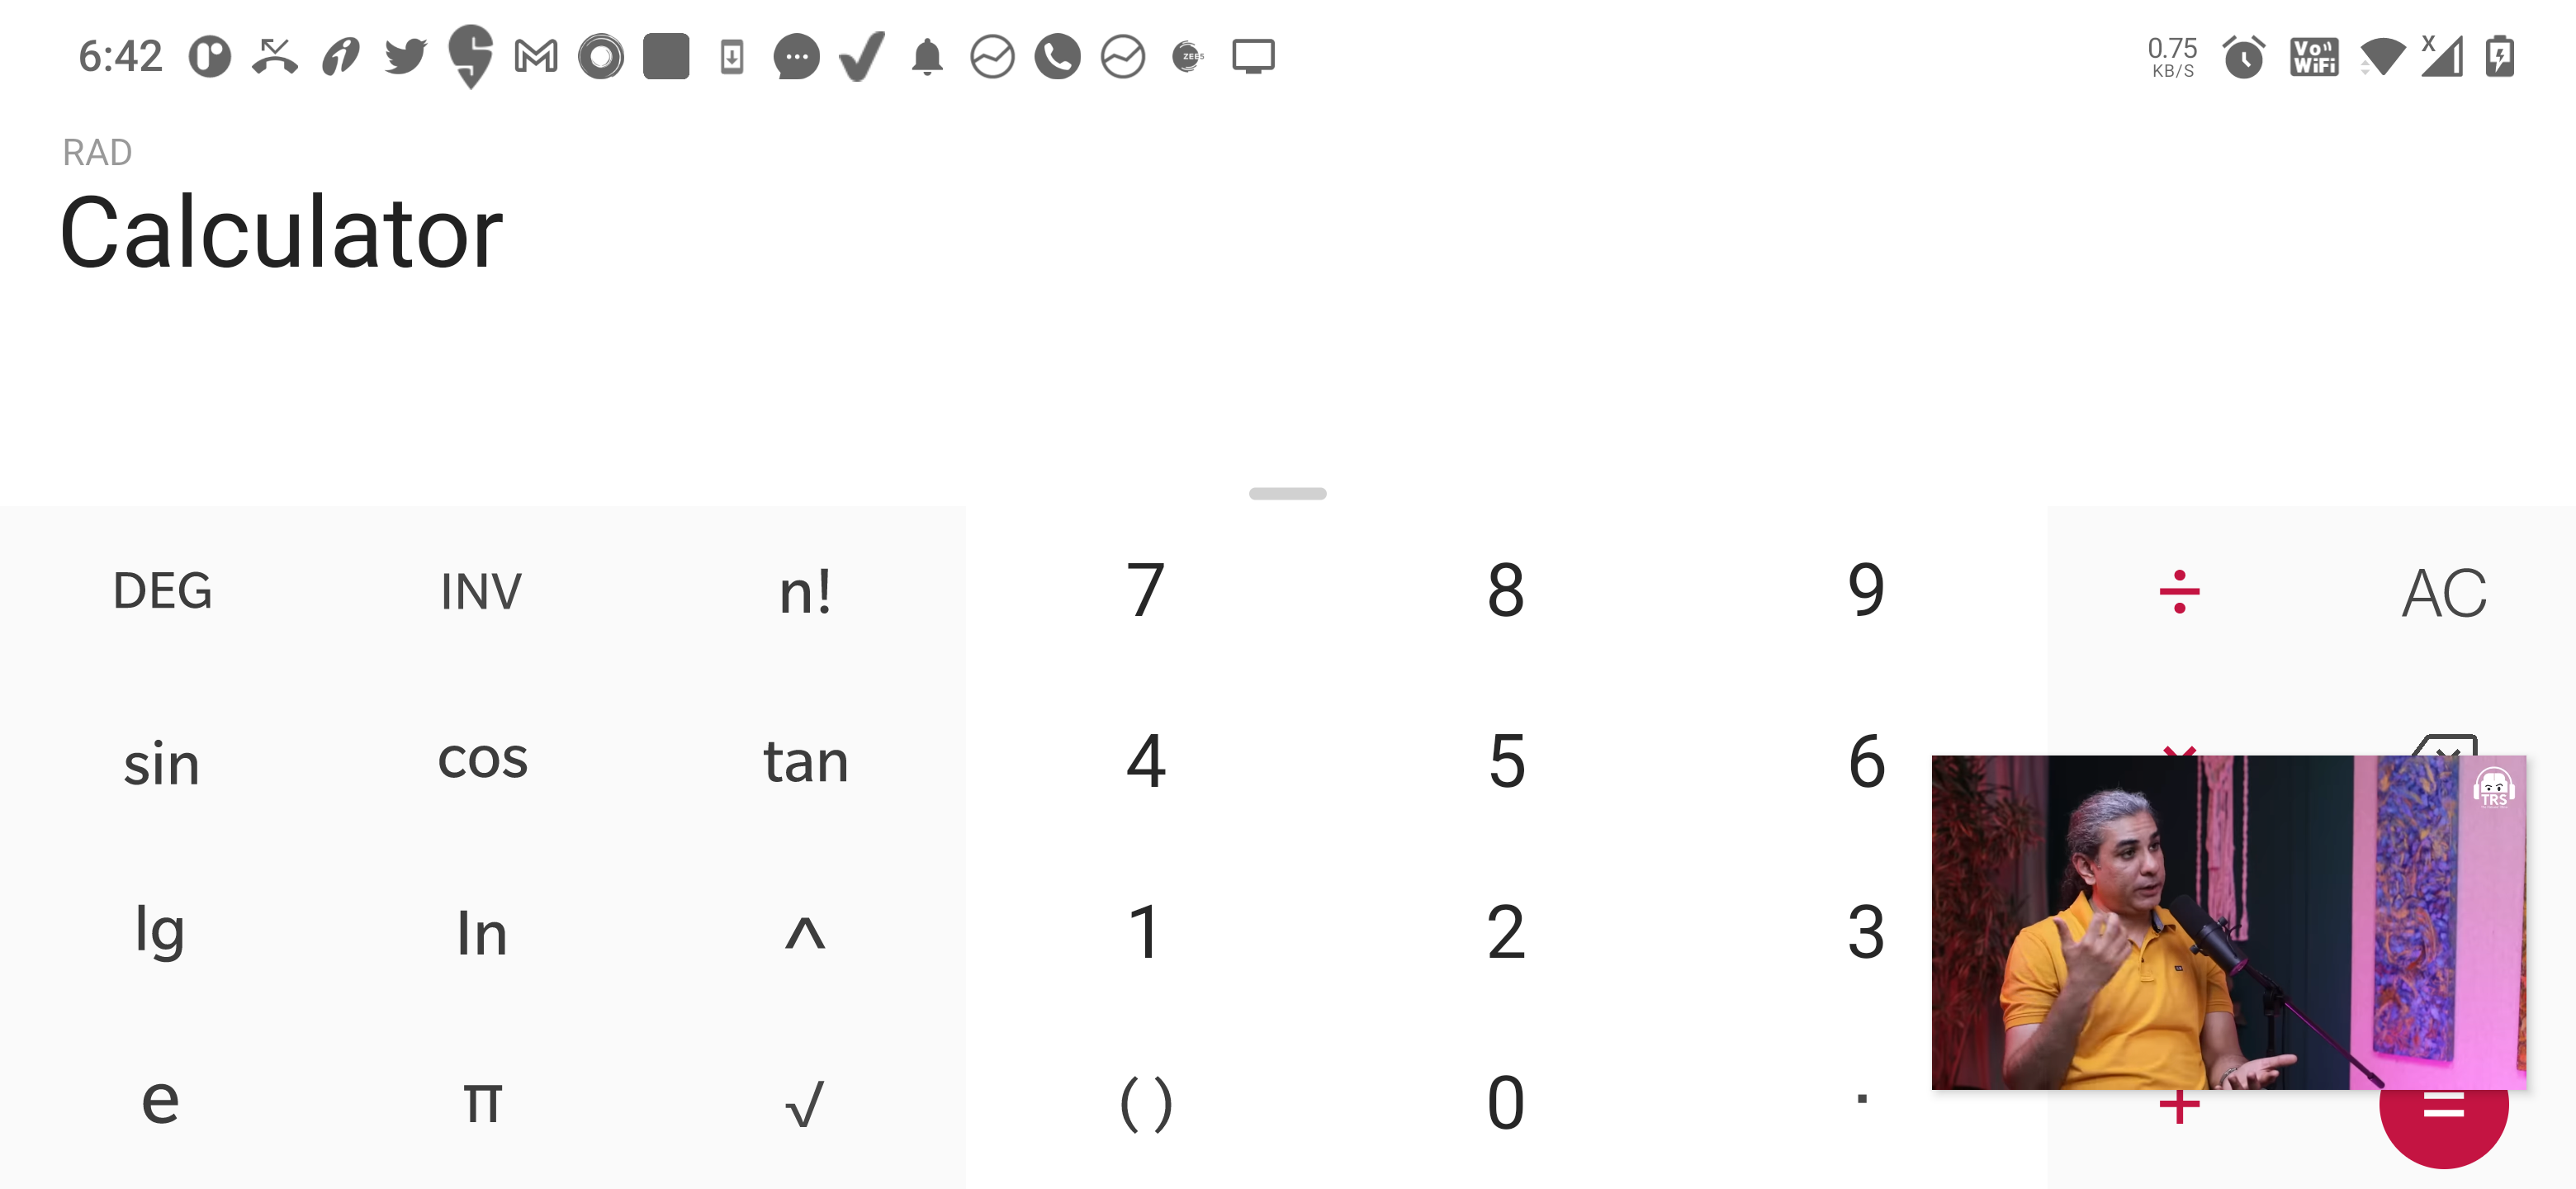 6:42 ZEE5 0.75 KB/S Vo WiFi X
RAD
Calculator
DEG INV n! 7 8 9 ÷ AC
sin cos tan 4 5 6
TRS
lg ln ^ 1 2 3
e π √ ( ) 0 . + =